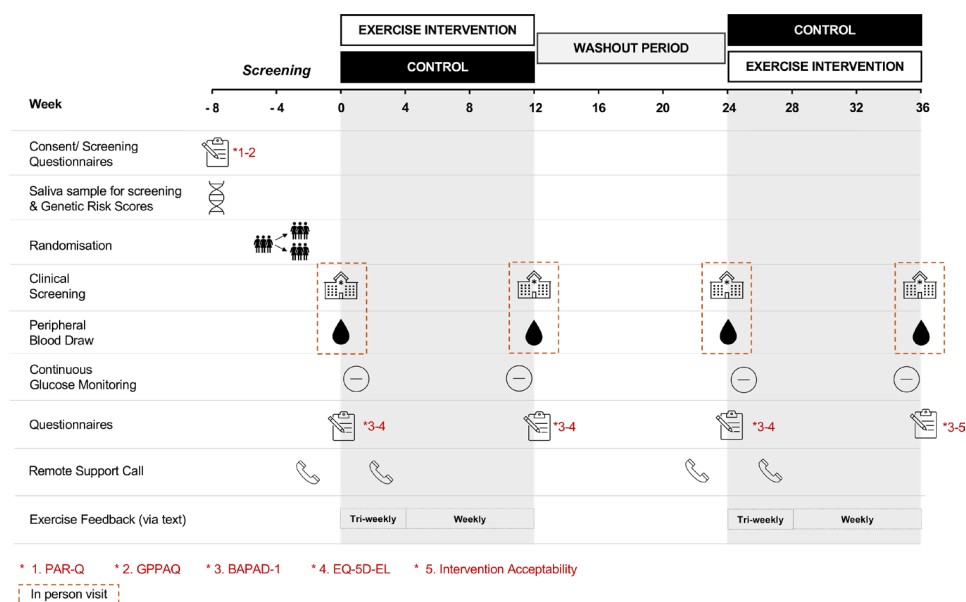 EXERCISE INTERVENTION
CONTROL
WASHOUT PERIOD
CONTROL
EXERCISE INTERVENTION
Screening
Week
- 8 - 4 0 4 8 12 16 20 24 28 32 36
Consent/ Screening
Questionnaires
*1-2
Saliva sample for screening
& Genetic Risk Scores
Randomisation
Clinical
Screening
Peripheral
Blood Draw
Continuous
Glucose Monitoring
Questionnaires
*3-4 *3-4 *3-4 *3-5
Remote Support Call
Exercise Feedback (via text)
Tri-weekly Weekly Tri-weekly Weekly
* 1. PAR-Q * 2. GPPAQ * 3. BAPAD-1 * 4. EQ-5D-EL * 5. Intervention Acceptability
In person visit